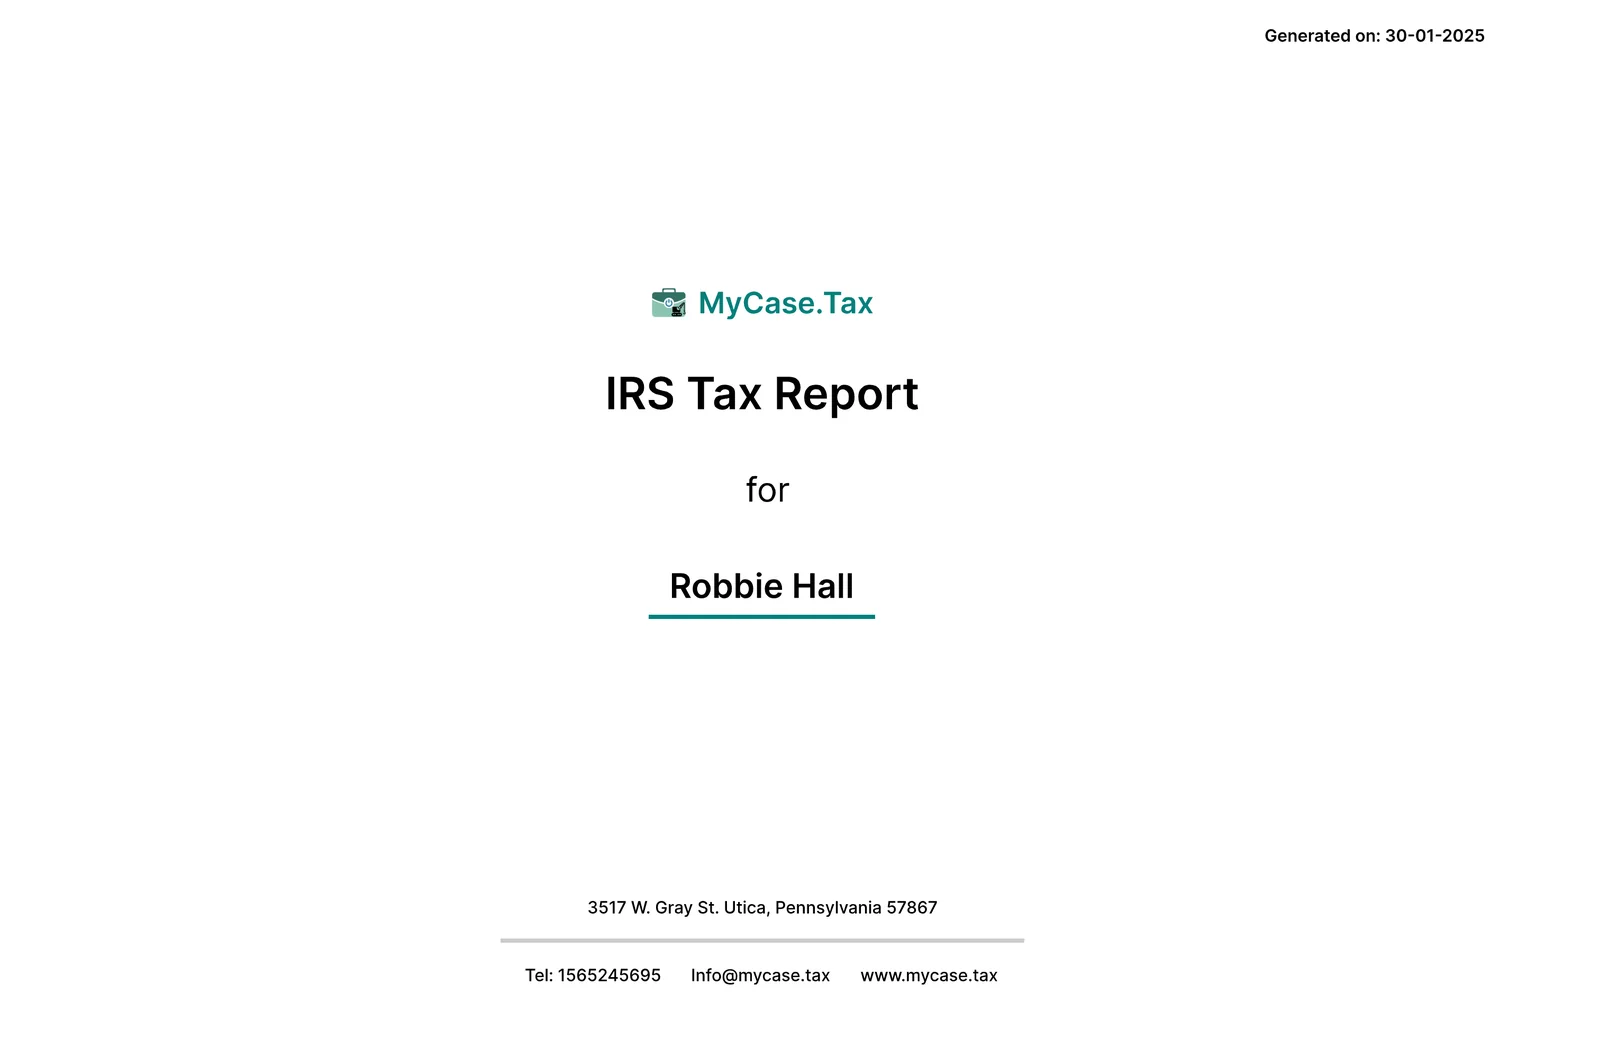 Generated on: 30-01-2025
MyCase.Tax
IRS Tax Report
for
Robbie Hall
3517 W. Gray St. Utica, Pennsylvania 57867
Tel: 1565245695 Info@mycase.tax www.mycase.tax